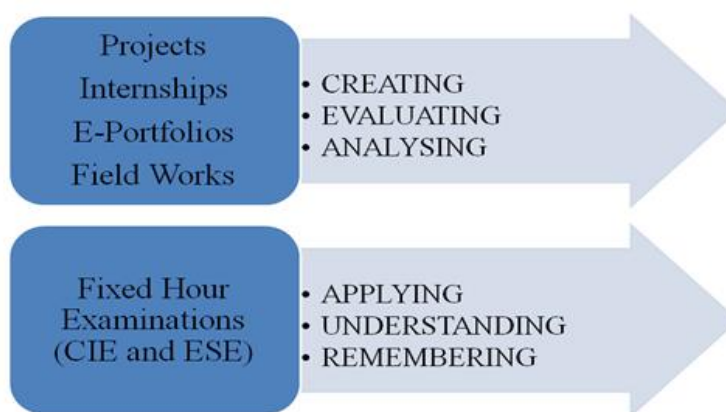 Projects
Internships
E-Portfolios
Field Works
• CREATING
• EVALUATING
• ANALYSING
Fixed Hour
Examinations
(CIE and ESE)
• APPLYING
• UNDERSTANDING
• REMEMBERING